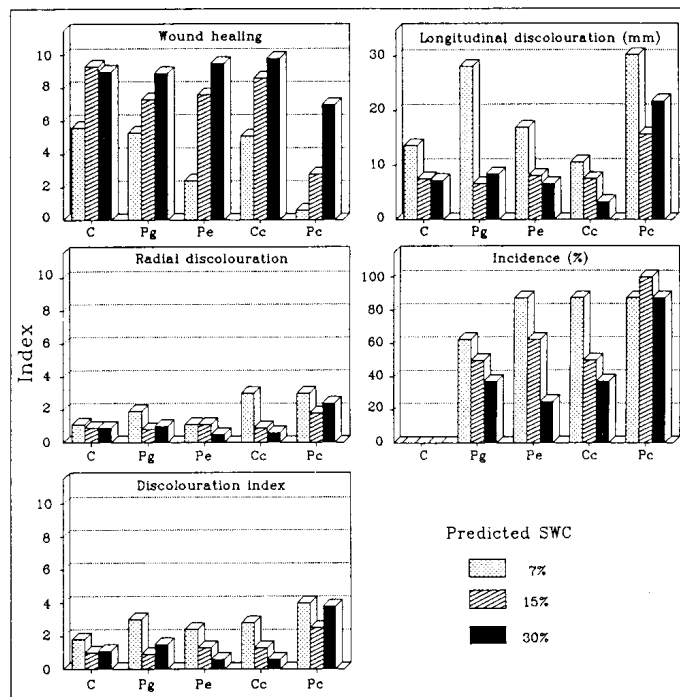 Wound healing
10
8
6
4
2
0
C Pg Pe Cc Pc
Longitudinal discolouration (mm)
30
20
10
0
C Pg Pe Cc Pc
Radial discolouration
10
8
6
4
2
0
C Pg Pe Cc Pc
Incidence (%)
100
80
60
40
20
0
C Pg Pe Cc Pc
Index
Discolouration index
10
8
6
4
2
0
C Pg Pe Cc Pc
Predicted SWC
7%
15%
30%